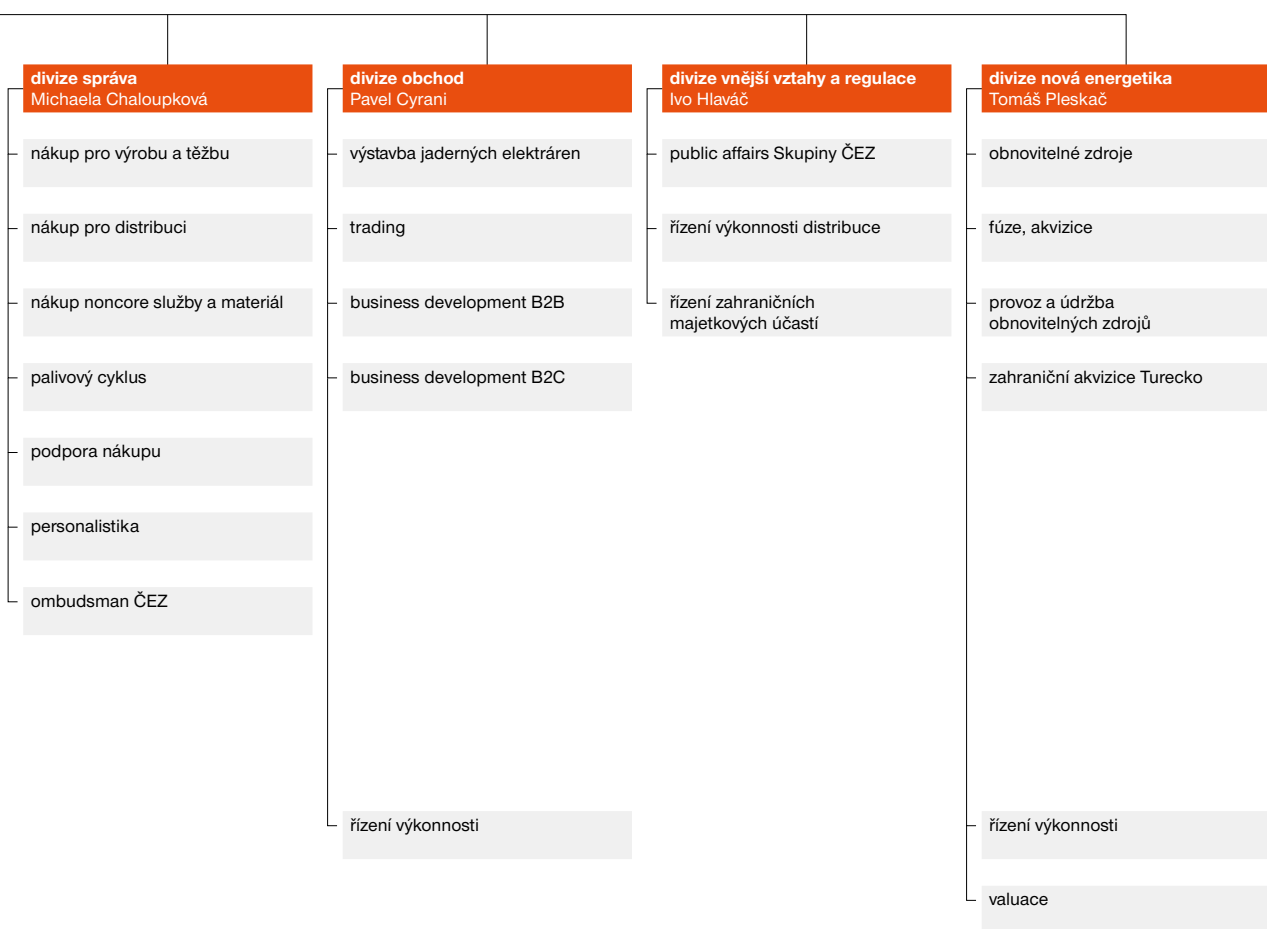 divize správa
Michaela Chaloupková
nákup pro výrobu a těžbu
nákup pro distribuci
nákup noncore služby a materiál
palivový cyklus
podpora nákupu
personalistika
ombudsman ČEZ
divize obchod
Pavel Cyrani
výstavba jaderných elektráren
trading
business development B2B
business development B2C
řízení výkonnosti
divize vnější vztahy a regulace
Ivo Hlaváč
public affairs Skupiny ČEZ
řízení výkonnosti distribuce
řízení zahraničních
majetkových účastí
divize nová energetika
Tomáš Pleskač
obnovitelné zdroje
fúze, akvizice
provoz a údržba
obnovitelných zdrojů
zahraniční akvizice Turecko
řízení výkonnosti
valuace